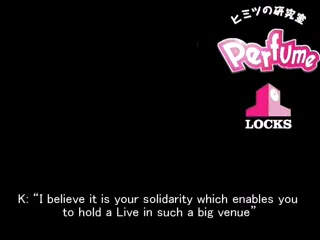 ヒミツの研究室
Perfume
LOCKS
K: “I believe it is your solidarity which enables you
to hold a Live in such a big venue”